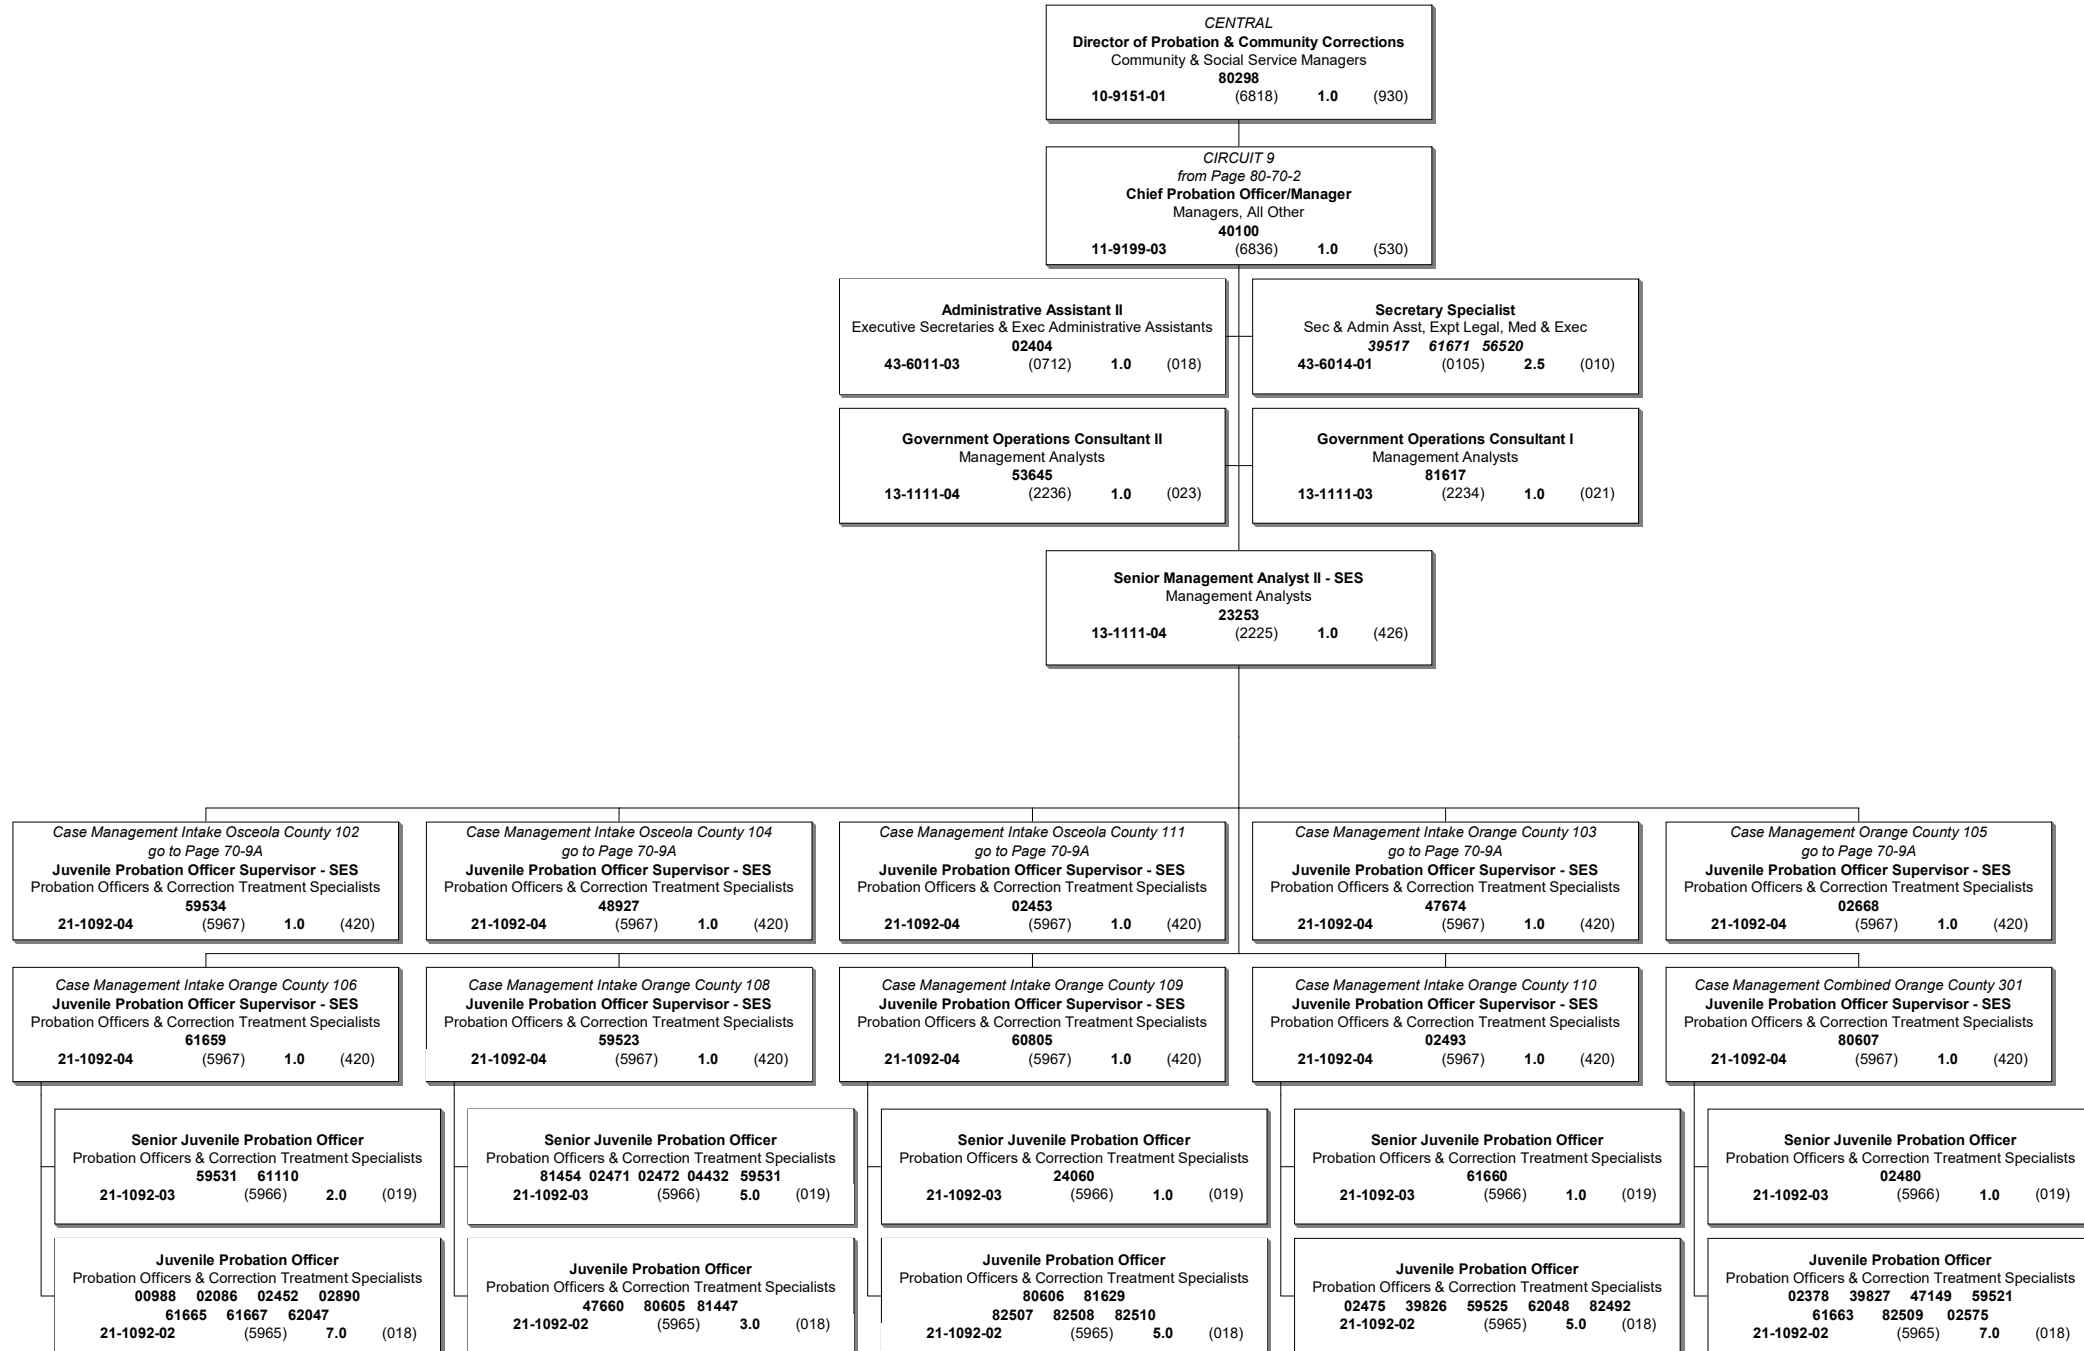 CENTRAL
Director of Probation & Community Corrections
Community & Social Service Managers
80298
10-9151-01 (6818) 1.0 (930)
CIRCUIT 9
from Page 80-70-2
Chief Probation Officer/Manager
Managers, All Other
40100
11-9199-03 (6836) 1.0 (530)
Administrative Assistant II
Executive Secretaries & Exec Administrative Assistants
02404
43-6011-03 (0712) 1.0 (018)
Secretary Specialist
Sec & Admin Asst, Expt Legal, Med & Exec
39517 61671 56520
43-6014-01 (0105) 2.5 (010)
Government Operations Consultant II
Management Analysts
53645
13-1111-04 (2236) 1.0 (023)
Government Operations Consultant I
Management Analysts
81617
13-1111-03 (2234) 1.0 (021)
Senior Management Analyst II - SES
Management Analysts
23253
13-1111-04 (2225) 1.0 (426)
Case Management Intake Osceola County 102
go to Page 70-9A
Juvenile Probation Officer Supervisor - SES
Probation Officers & Correction Treatment Specialists
59534
21-1092-04 (5967) 1.0 (420)
Case Management Intake Osceola County 104
go to Page 70-9A
Juvenile Probation Officer Supervisor - SES
Probation Officers & Correction Treatment Specialists
48927
21-1092-04 (5967) 1.0 (420)
Case Management Intake Osceola County 111
go to Page 70-9A
Juvenile Probation Officer Supervisor - SES
Probation Officers & Correction Treatment Specialists
02453
21-1092-04 (5967) 1.0 (420)
Case Management Intake Orange County 103
go to Page 70-9A
Juvenile Probation Officer Supervisor - SES
Probation Officers & Correction Treatment Specialists
47674
21-1092-04 (5967) 1.0 (420)
Case Management Orange County 105
go to Page 70-9A
Juvenile Probation Officer Supervisor - SES
Probation Officers & Correction Treatment Specialists
02668
21-1092-04 (5967) 1.0 (420)
Case Management Intake Orange County 106
Juvenile Probation Officer Supervisor - SES
Probation Officers & Correction Treatment Specialists
61659
21-1092-04 (5967) 1.0 (420)
Case Management Intake Orange County 108
Juvenile Probation Officer Supervisor - SES
Probation Officers & Correction Treatment Specialists
59523
21-1092-04 (5967) 1.0 (420)
Case Management Intake Orange County 109
Juvenile Probation Officer Supervisor - SES
Probation Officers & Correction Treatment Specialists
60805
21-1092-04 (5967) 1.0 (420)
Case Management Intake Orange County 110
Juvenile Probation Officer Supervisor - SES
Probation Officers & Correction Treatment Specialists
02493
21-1092-04 (5967) 1.0 (420)
Case Management Combined Orange County 301
Juvenile Probation Officer Supervisor - SES
Probation Officers & Correction Treatment Specialists
80607
21-1092-04 (5967) 1.0 (420)
Senior Juvenile Probation Officer
Probation Officers & Correction Treatment Specialists
59531 61110
21-1092-03 (5966) 2.0 (019)
Senior Juvenile Probation Officer
Probation Officers & Correction Treatment Specialists
81454 02471 02472 04432 59531
21-1092-03 (5966) 5.0 (019)
Senior Juvenile Probation Officer
Probation Officers & Correction Treatment Specialists
24060
21-1092-03 (5966) 1.0 (019)
Senior Juvenile Probation Officer
Probation Officers & Correction Treatment Specialists
61660
21-1092-03 (5966) 1.0 (019)
Senior Juvenile Probation Officer
Probation Officers & Correction Treatment Specialists
02480
21-1092-03 (5966) 1.0 (019)
Juvenile Probation Officer
Probation Officers & Correction Treatment Specialists
00988 02086 02452 02890
61665 61667 62047
21-1092-02 (5965) 7.0 (018)
Juvenile Probation Officer
Probation Officers & Correction Treatment Specialists
47660 80605 81447
21-1092-02 (5965) 3.0 (018)
Juvenile Probation Officer
Probation Officers & Correction Treatment Specialists
80606 81629
82507 82508 82510
21-1092-02 (5965) 5.0 (018)
Juvenile Probation Officer
Probation Officers & Correction Treatment Specialists
02475 39826 59525 62048 82492
21-1092-02 (5965) 5.0 (018)
Juvenile Probation Officer
Probation Officers & Correction Treatment Specialists
02378 39827 47149 59521
61663 82509 02575
21-1092-02 (5965) 7.0 (018)